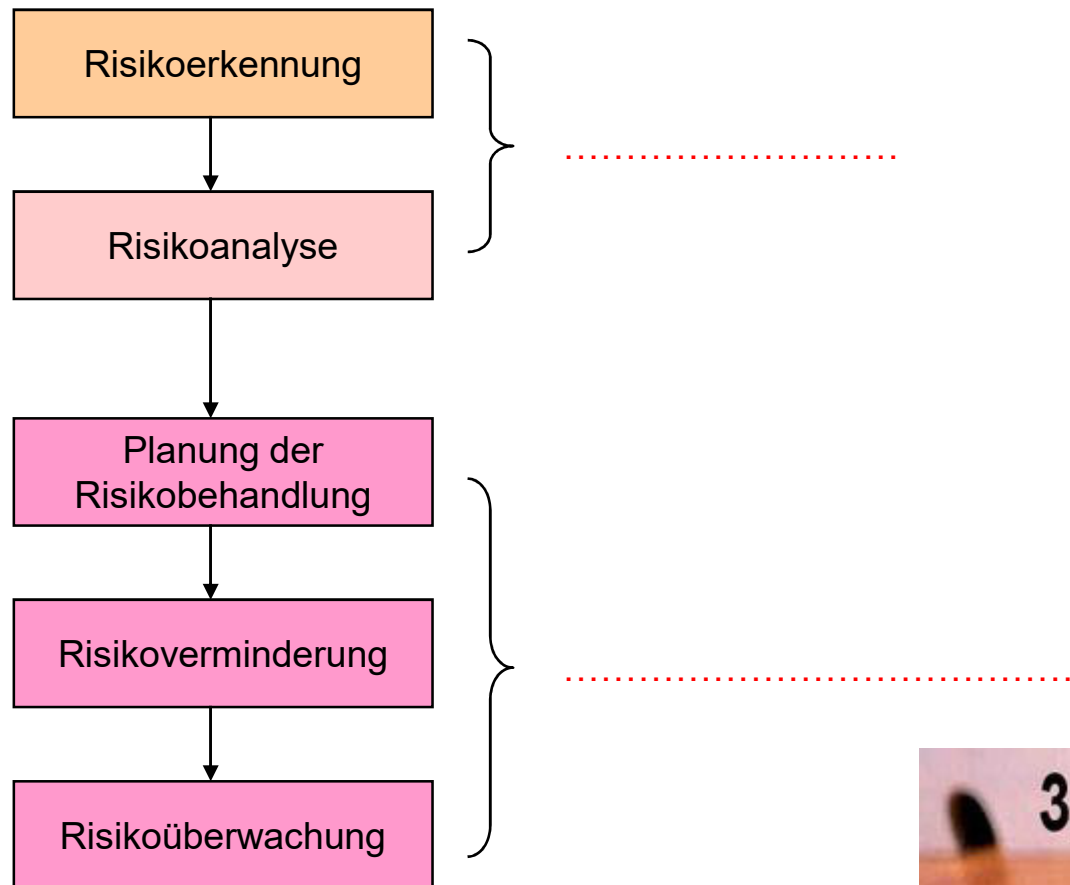 Risikoerkennung
...........................
Risikoanalyse
Planung der
Risikobehandlung
Risikoverminderung
.........................................
Risikoüberwachung
3